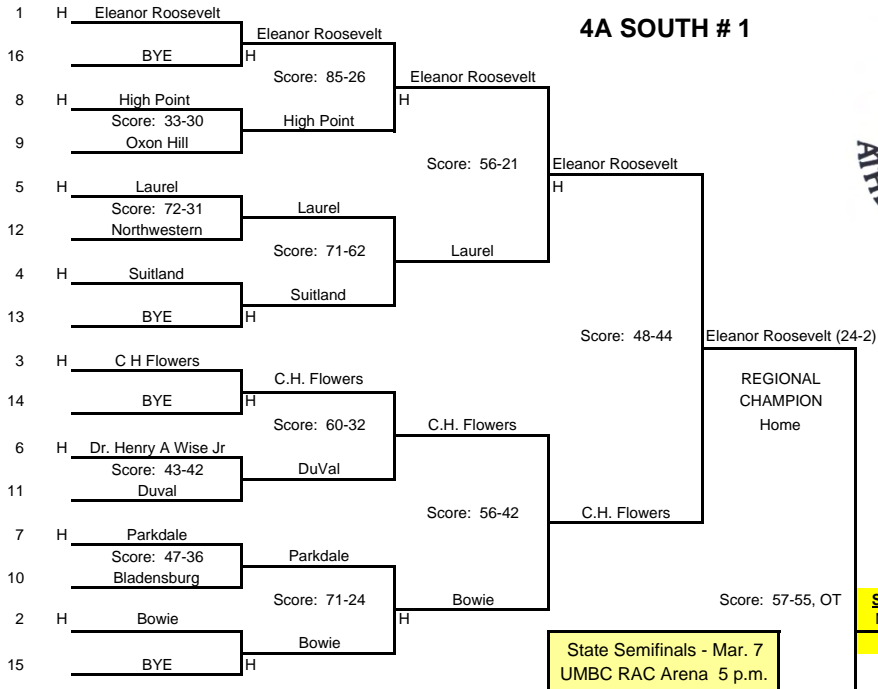 4A SOUTH # 1
1 H Eleanor Roosevelt
Eleanor Roosevelt
16 BYE H
Score: 85-26
Eleanor Roosevelt
8 H High Point H
Score: 33-30
High Point
9 Oxon Hill
Score: 56-21
Eleanor Roosevelt
5 H Laurel H
Score: 72-31
Laurel
12 Northwestern
Score: 71-62
Laurel
4 H Suitland
Suitland
13 BYE H
Score: 48-44
Eleanor Roosevelt (24-2)
3 H C H Flowers
C.H. Flowers
REGIONAL
14 BYE H
CHAMPION
Score: 60-32
C.H. Flowers
Home
6 H Dr. Henry A Wise Jr
Score: 43-42
DuVal
11 Duval
Score: 56-42
C.H. Flowers
7 H Parkdale
Score: 47-36
Parkdale
10 Bladensburg
Score: 71-24
Bowie
Score: 57-55, OT
2 H Bowie H
Bowie
15 BYE H
State Semifinals - Mar. 7
UMBC RAC Arena 5 p.m.